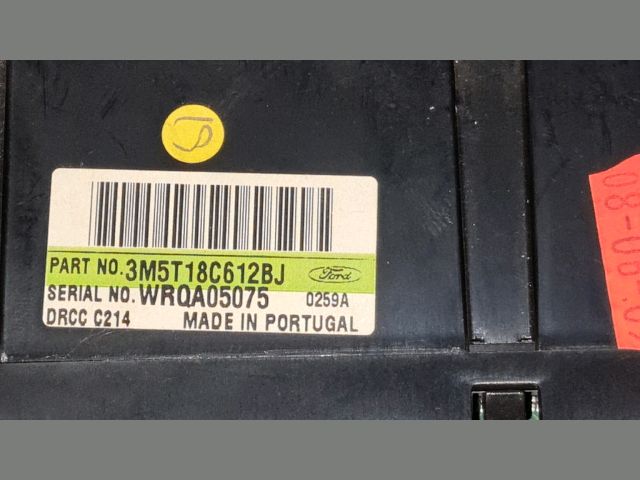 PART NO.3M5T18C612BJ Ford
SERIAL NO.WRQA05075 0259A
DRCC C214 MADE IN PORTUGAL